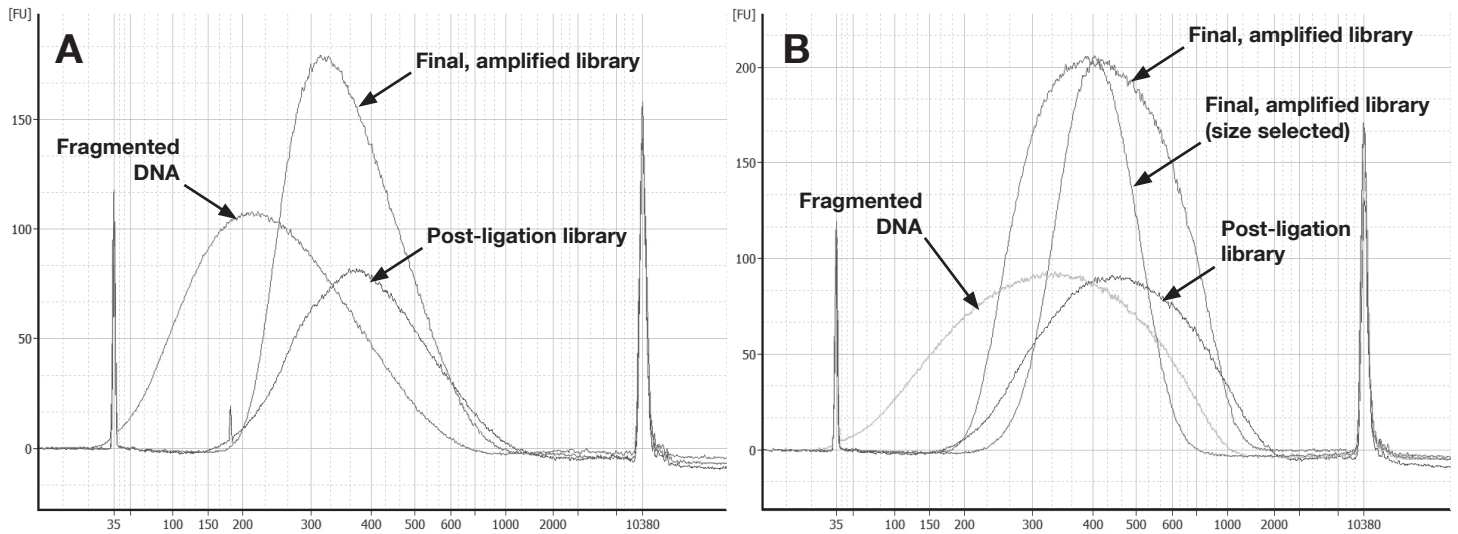 [FU]
A
Final, amplified library
150
Fragmented
DNA
100
Post-ligation library
50
0
35 100 150 200 300 400 500 600 1000 2000 10380
[FU]
B
Final, amplified library
200
Final, amplified library
(size selected)
150
Fragmented
DNA
Post-ligation
library
100
50
0
35 100 150 200 300 400 500 600 1000 2000 10380